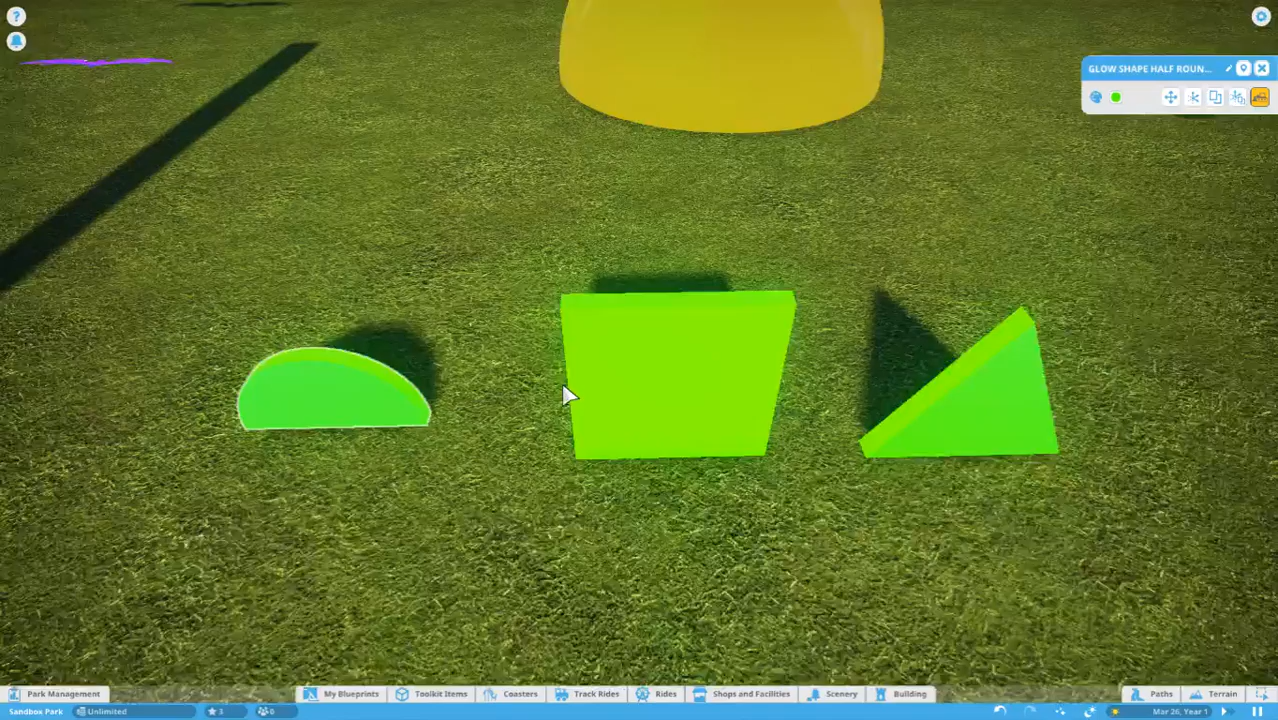 ?
GLOW SHAPE HALF ROUN...
Park Management
My Blueprints
Toolkit Items
Coasters
Track Rides
Rides
Shops and Facilities
Scenery
Building
Paths
Terrain
Sandbox Park
Unlimited
3
6
Mar 26, Year 1